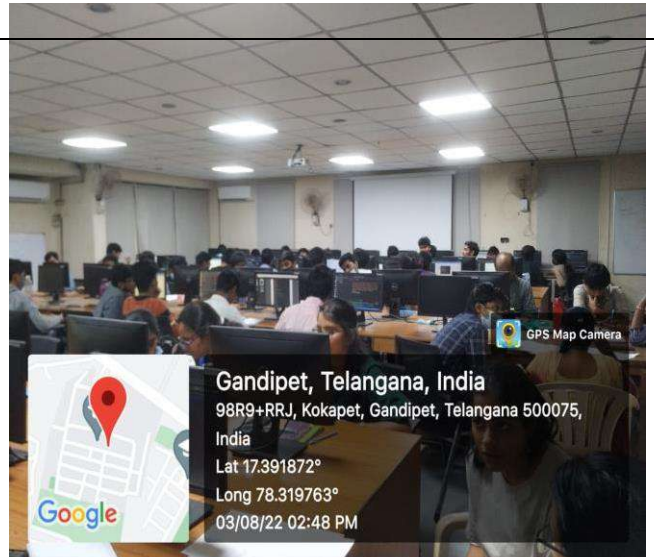 GPS Map Camera
Gandipet, Telangana, India
98R9+RRJ, Kokapet, Gandipet, Telangana 500075,
India
Lat 17.391872°
Long 78.319763°
03/08/22 02:48 PM
Google